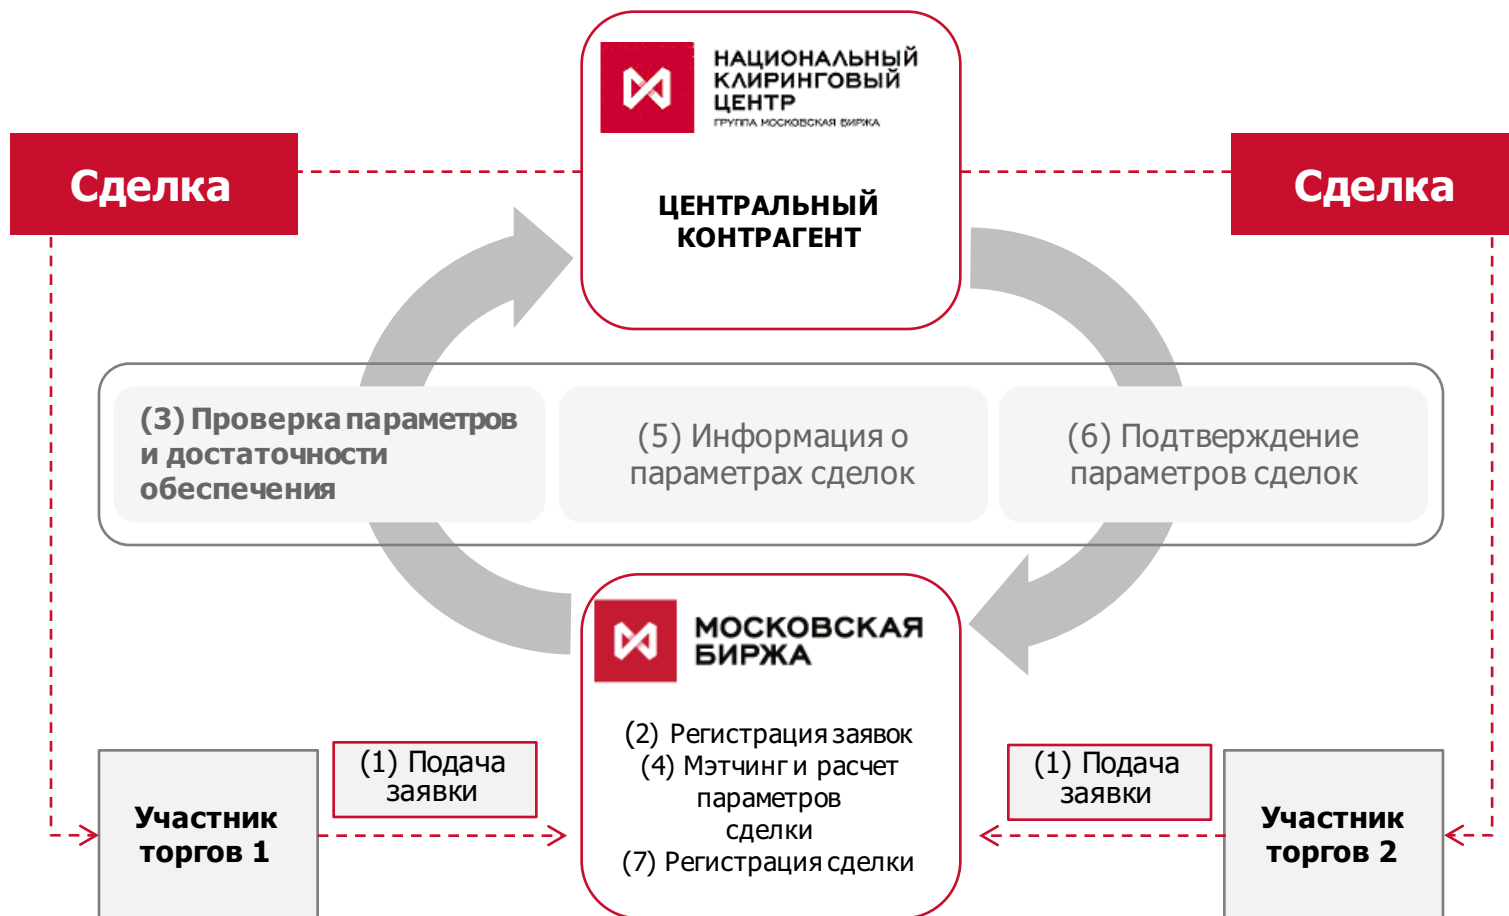 НАЦИОНАЛЬНЫЙ
КЛИРИНГОВЫЙ
ЦЕНТР
ГРУППА МОСКОВСКАЯ БИРЖА
ЦЕНТРАЛЬНЫЙ
КОНТРАГЕНТ
Сделка
Сделка
(3) Проверка параметров
и достаточности
обеспечения
(5) Информация о
параметрах сделок
(6) Подтверждение
параметров сделок
МОСКОВСКАЯ
БИРЖА
(2) Регистрация заявок
(4) Мэтчинг и расчет
параметров
сделки
(7) Регистрация сделки
(1) Подача
заявки
(1) Подача
заявки
Участник
торгов 1
Участник
торгов 2